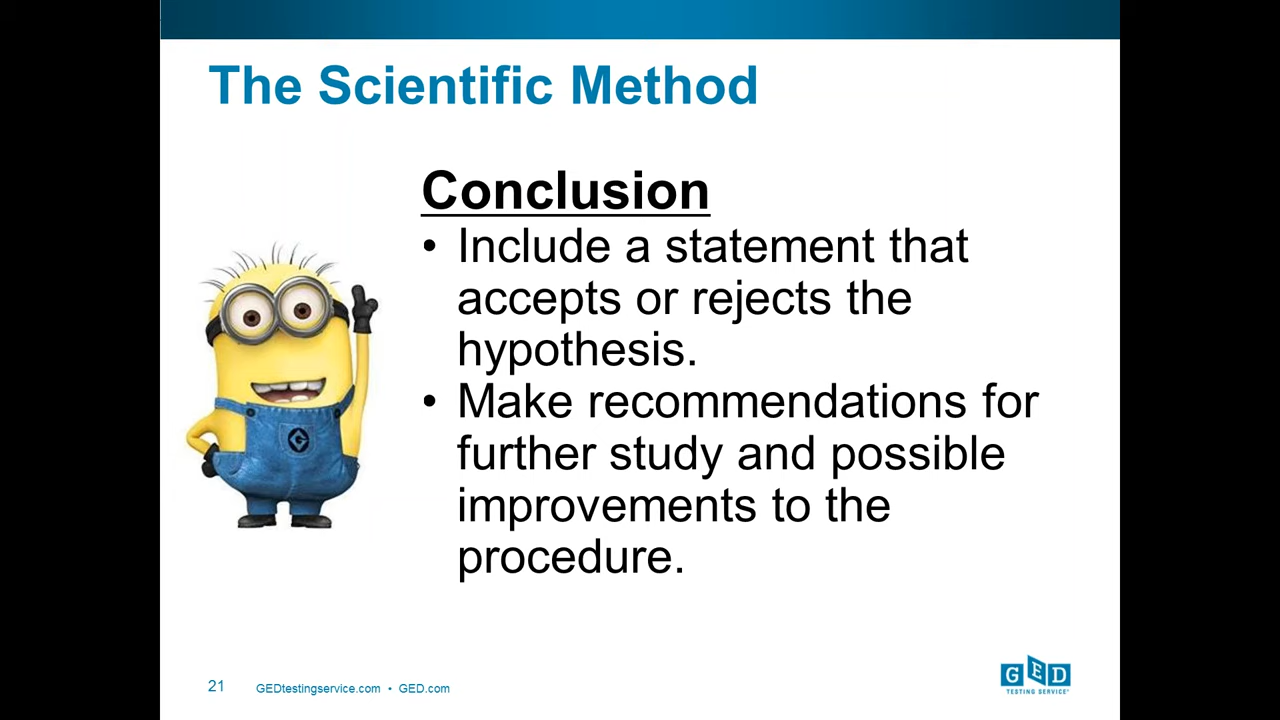 The Scientific Method
Conclusion
• Include a statement that
accepts or rejects the
hypothesis.
• Make recommendations for
further study and possible
improvements to the
procedure.
21 GEDtestingservice.com • GED.com
GED
TESTING SERVICE®